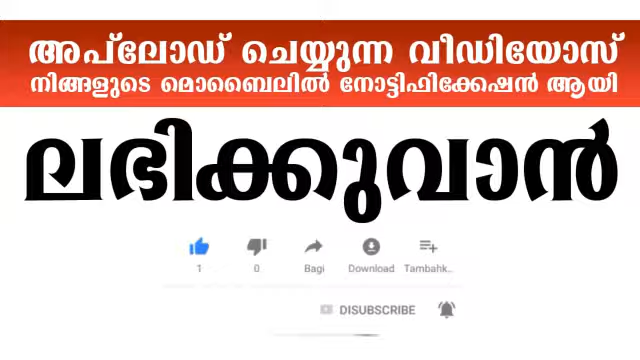 അപ്ലോഡ് ചെയ്യുന്ന വീഡിയോസ്
നിങ്ങളുടെ മൊബൈലിൽ നോട്ടിഫിക്കേഷൻ ആയി
ലഭിക്കുവാൻ
1 0 Bagi Download Tambahk..
DISUBSCRIBE